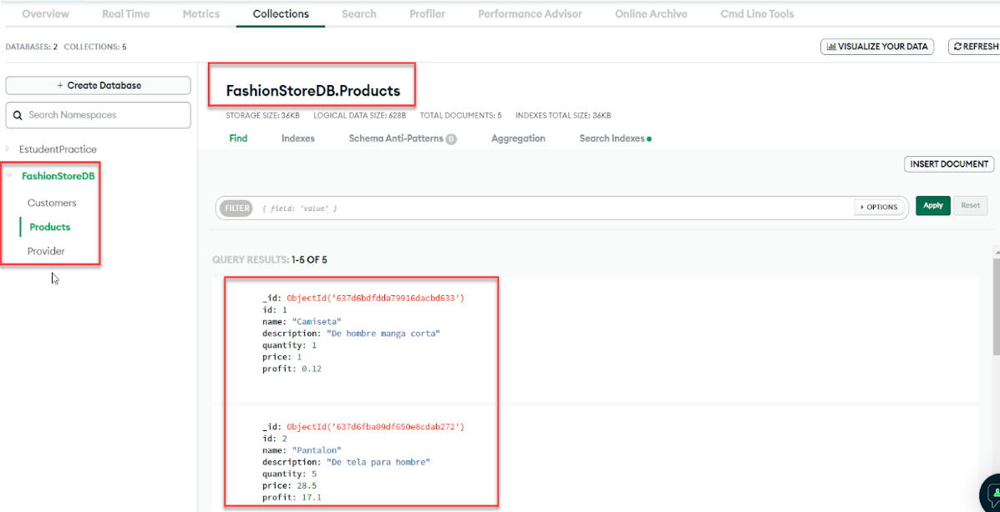 Overview Real Time Metrics Collections Search Profiler Performance Advisor Online Archive Cmd Line Tools
DATABASES: 2 COLLECTIONS: 5
VISUALIZE YOUR DATA
REFRESH
+ Create Database
Search Namespaces
EstudentPractice
FashionStoreDB
Customers
Products
Provider
FashionStoreDB.Products
STORAGE SIZE: 36KB LOGICAL DATA SIZE: 628B TOTAL DOCUMENTS: 5 INDEXES TOTAL SIZE: 36KB
Find Indexes Schema Anti-Patterns 0 Aggregation Search Indexes
INSERT DOCUMENT
FILTER { field: 'value' } OPTIONS Apply Reset
QUERY RESULTS: 1-5 OF 5
_id: ObjectId('637d6bdfdda79916dacbd633')
id: 1
name: "Camiseta"
description: "De hombre manga corta"
quantity: 1
price: 1
profit: 0.12
_id: ObjectId('637d6fba09df650e8cdab272')
id: 2
name: "Pantalon"
description: "De tela para hombre"
quantity: 5
price: 28.5
profit: 17.1